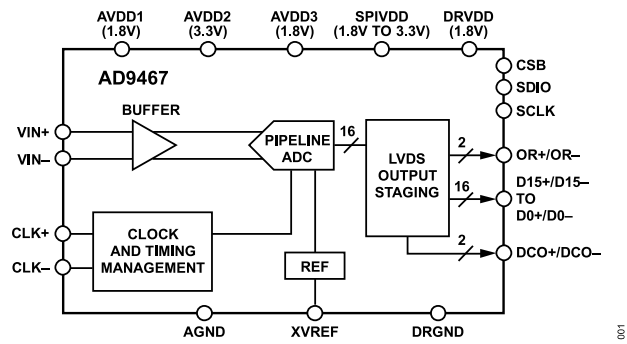 AVDD1
(1.8V)
AVDD2
(3.3V)
AVDD3
(1.8V)
SPIVDD
(1.8V TO 3.3V)
DRVDD
(1.8V)
AD9467
CSB
SDIO
SCLK
BUFFER
VIN+
VIN–
PIPELINE
ADC
16
LVDS
OUTPUT
STAGING
2
OR+/OR–
16
D15+/D15–
TO
D0+/D0–
2
DCO+/DCO–
CLK+
CLK–
CLOCK
AND TIMING
MANAGEMENT
REF
AGND
XVREF
DRGND
001